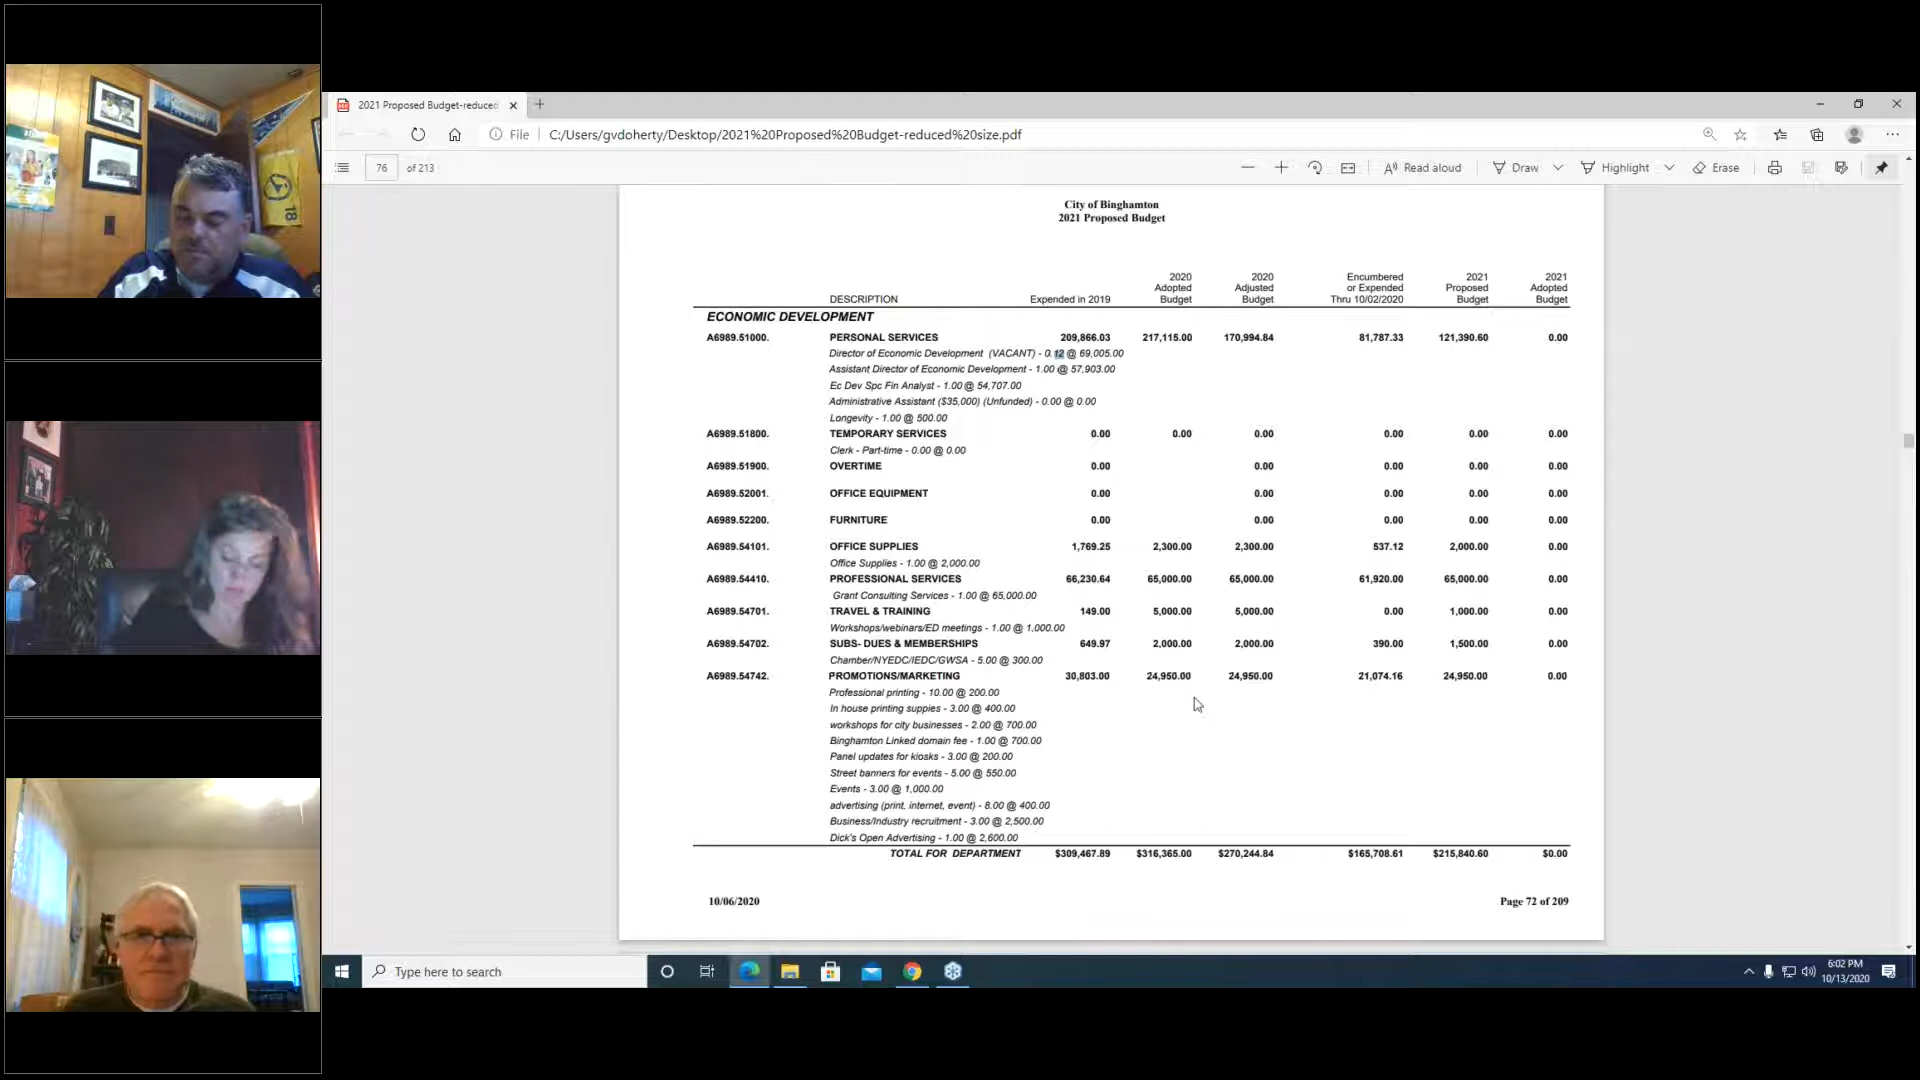 2021 Proposed Budget-reduced
File C:/Users/gvdoherty/Desktop/2021%20Proposed%20Budget-reduced%20size.pdf
76 of 213 Read aloud Draw Highlight Erase
City of Binghamton
2021 Proposed Budget
DESCRIPTION Expended in 2019 2020 Adopted Budget 2020 Adjusted Budget Encumbered or Expended Thru 10/02/2020 2021 Proposed Budget 2021 Adopted Budget
ECONOMIC DEVELOPMENT
A6989.51000. PERSONAL SERVICES 209,866.03 217,115.00 170,994.84 81,787.33 121,390.60 0.00
Director of Economic Development (VACANT) - 0.12 @ 69,005.00
Assistant Director of Economic Development - 1.00 @ 57,903.00
Ec Dev Spc Fin Analyst - 1.00 @ 54,707.00
Administrative Assistant ($35,000) (Unfunded) - 0.00 @ 0.00
Longevity - 1.00 @ 500.00
A6989.51800. TEMPORARY SERVICES 0.00 0.00 0.00 0.00 0.00 0.00
Clerk - Part-time - 0.00 @ 0.00
A6989.51900. OVERTIME 0.00 0.00 0.00 0.00 0.00
A6989.52001. OFFICE EQUIPMENT 0.00 0.00 0.00 0.00 0.00
A6989.52200. FURNITURE 0.00 0.00 0.00 0.00 0.00
A6989.54101. OFFICE SUPPLIES 1,769.25 2,300.00 2,300.00 537.12 2,000.00 0.00
Office Supplies - 1.00 @ 2,000.00
A6989.54410. PROFESSIONAL SERVICES 66,230.64 65,000.00 65,000.00 61,920.00 65,000.00 0.00
Grant Consulting Services - 1.00 @ 65,000.00
A6989.54701. TRAVEL & TRAINING 149.00 5,000.00 5,000.00 0.00 1,000.00 0.00
Workshops/webinars/ED meetings - 1.00 @ 1,000.00
A6989.54702. SUBS- DUES & MEMBERSHIPS 649.97 2,000.00 2,000.00 390.00 1,500.00 0.00
Chamber/NYEDC/IEDC/GWSA - 5.00 @ 300.00
A6989.54742. PROMOTIONS/MARKETING 30,803.00 24,950.00 24,950.00 21,074.16 24,950.00 0.00
Professional printing - 10.00 @ 200.00
In house printing suppies - 3.00 @ 400.00
workshops for city businesses - 2.00 @ 700.00
Binghamton Linked domain fee - 1.00 @ 700.00
Panel updates for kiosks - 3.00 @ 200.00
Street banners for events - 5.00 @ 550.00
Events - 3.00 @ 1,000.00
advertising (print, internet, event) - 8.00 @ 400.00
Business/Industry recruitment - 3.00 @ 2,500.00
Dick's Open Advertising - 1.00 @ 2,600.00
TOTAL FOR DEPARTMENT $309,467.89 $316,365.00 $270,244.84 $165,708.61 $215,840.60 $0.00
10/06/2020 Page 72 of 209
Type here to search 6:02 PM
10/13/2020
18